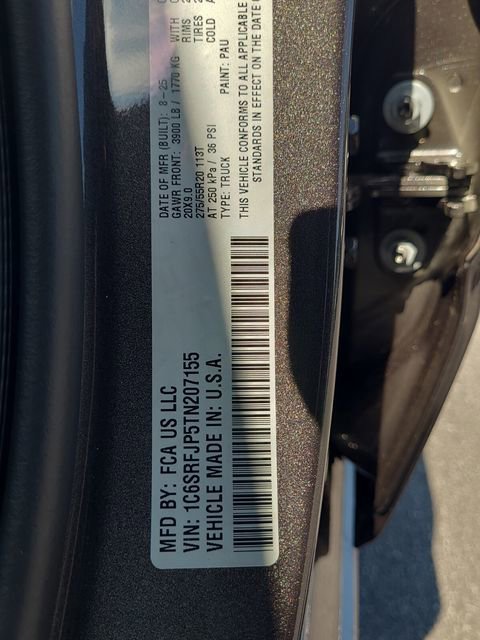 MFD BY: FCA US LLC
VIN: 1C6SRFJP5TN207155
VEHICLE MADE IN: U.S.A.
DATE OF MFR (BUILT): 8-25
GAWR FRONT: 3900 LB / 1770 KG WITH
20X9.0 RIMS
275/55R20 113T TIRES
AT 250 kPa / 36 PSI COLD
TYPE: TRUCK PAINT: PAU
THIS VEHICLE CONFORMS TO ALL APPLICABLE
STANDARDS IN EFFECT ON THE DATE